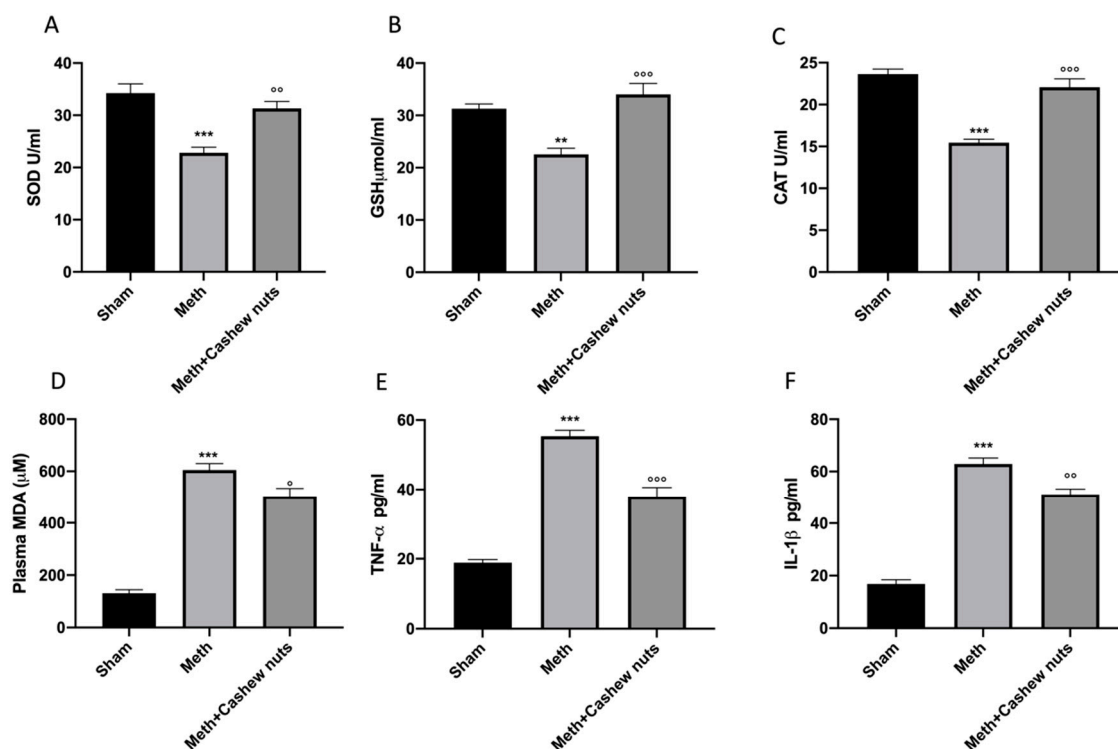 A
SOD U/ml
40
30
20
10
0
***
°°
Sham
Meth
Meth+Cashew nuts
B
GSHμmol/ml
40
30
20
10
0
**
°°°
Sham
Meth
Meth+Cashew nuts
C
CAT U/ml
25
20
15
10
5
0
***
°°°
Sham
Meth
Meth+Cashew nuts
D
Plasma MDA (μM)
800
600
400
200
0
***
°
Sham
Meth
Meth+Cashew nuts
E
TNF-α pg/ml
60
40
20
0
***
°°°
Sham
Meth
Meth+Cashew nuts
F
IL-1β pg/ml
80
60
40
20
0
***
°°
Sham
Meth
Meth+Cashew nuts